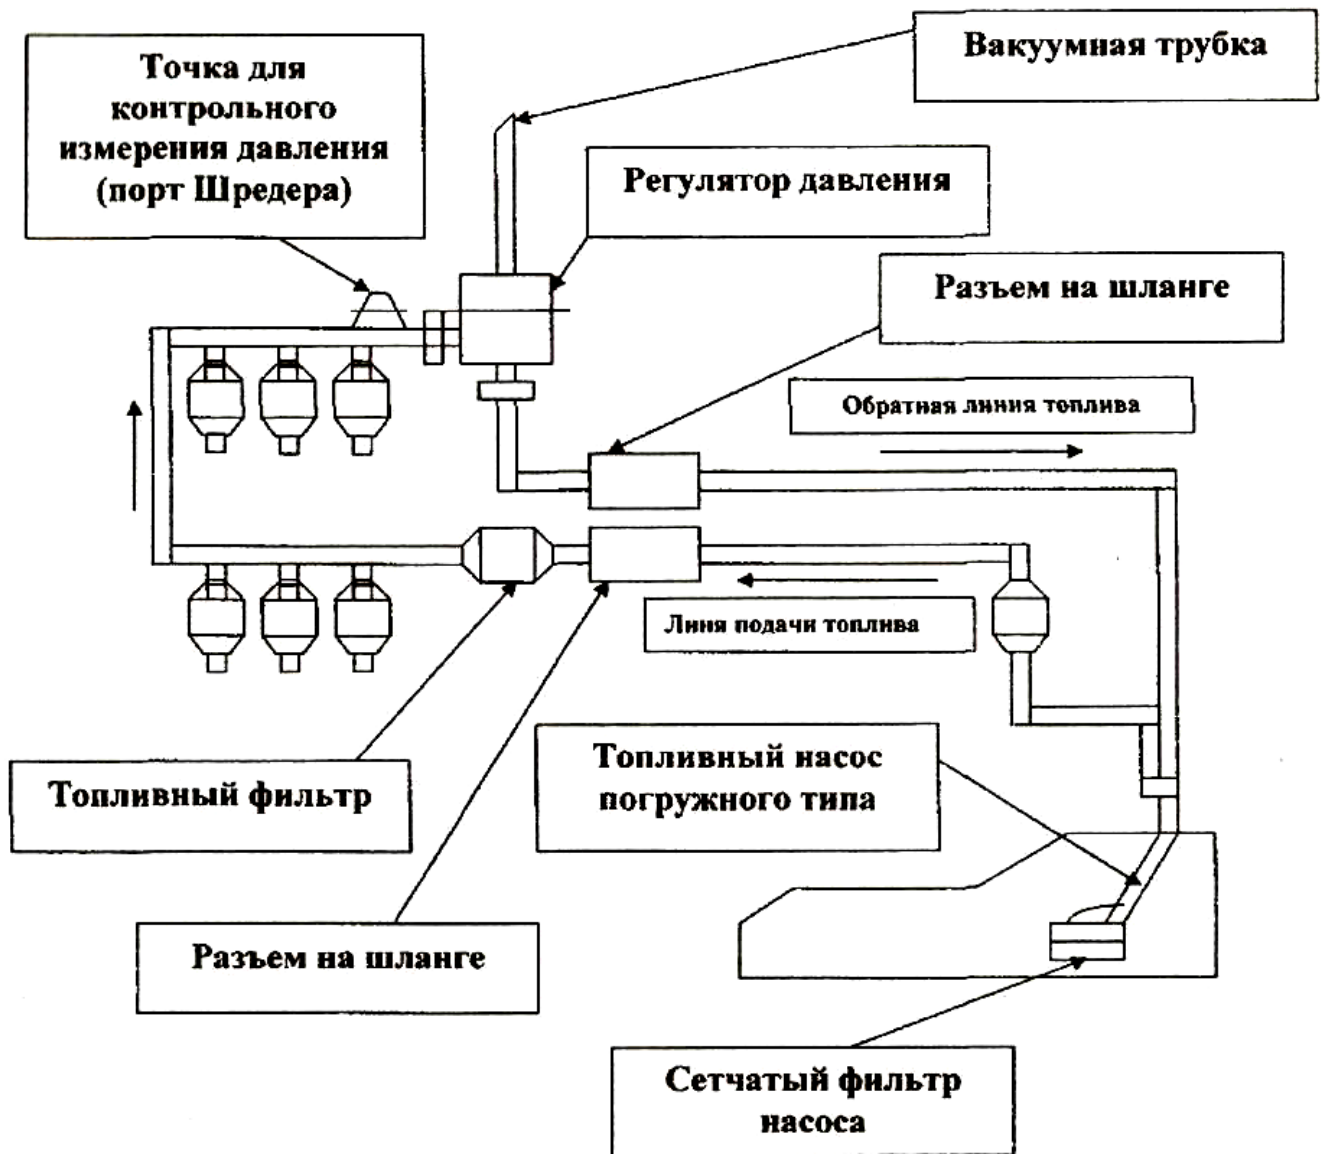 Вакуумная трубка
Точка для
контрольного
измерения давления
(порт Шредера)
Регулятор давления
Разъем на шланге
Обратная линия топлива
Линия подачи топлива
Топливный насос
погружного типа
Топливный фильтр
Разъем на шланге
Сетчатый фильтр
насоса